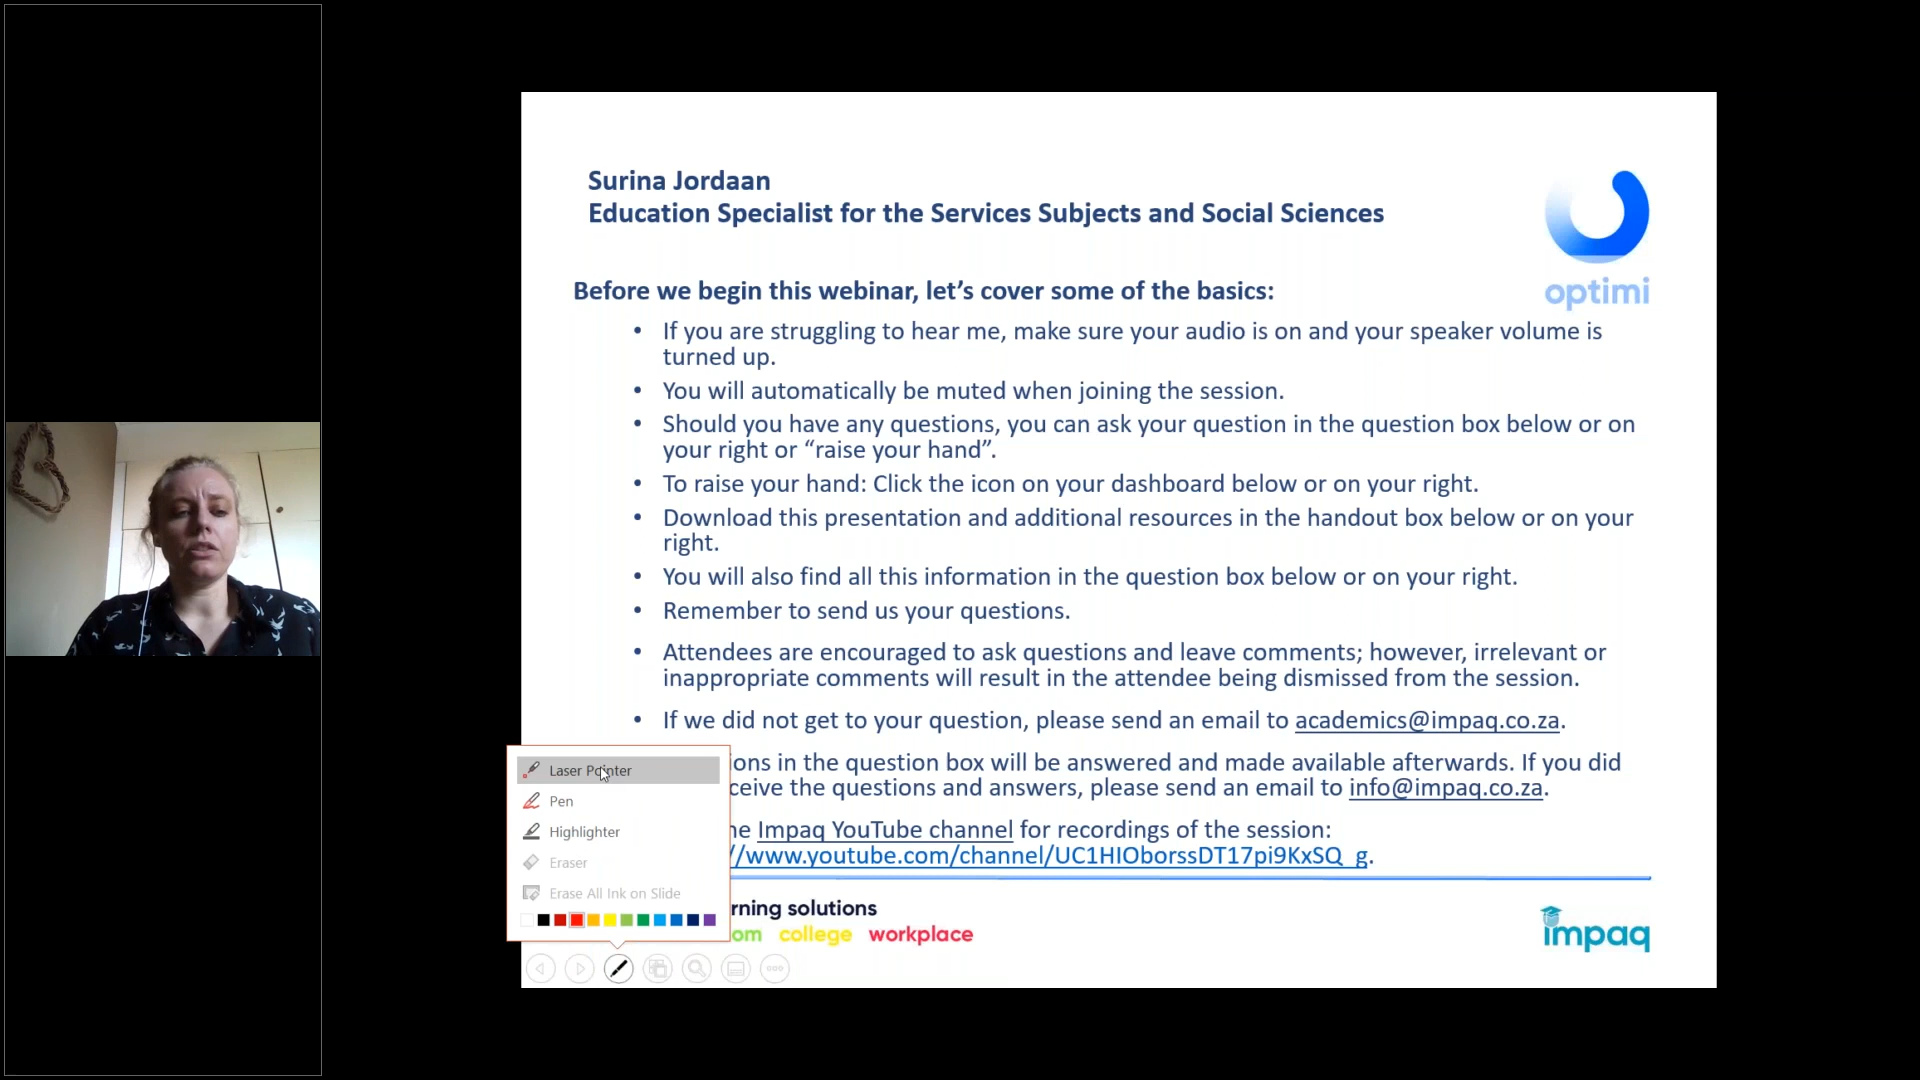 Surina Jordaan
Education Specialist for the Services Subjects and Social Sciences
optimi
Before we begin this webinar, let’s cover some of the basics:
• If you are struggling to hear me, make sure your audio is on and your speaker volume is
turned up.
• You will automatically be muted when joining the session.
• Should you have any questions, you can ask your question in the question box below or on
your right or “raise your hand”.
• To raise your hand: Click the icon on your dashboard below or on your right.
• Download this presentation and additional resources in the handout box below or on your
right.
• You will also find all this information in the question box below or on your right.
• Remember to send us your questions.
• Attendees are encouraged to ask questions and leave comments; however, irrelevant or
inappropriate comments will result in the attendee being dismissed from the session.
• If we did not get to your question, please send an email to academics@impaq.co.za.
ions in the question box will be answered and made available afterwards. If you did
ceive the questions and answers, please send an email to info@impaq.co.za.
he Impaq YouTube channel for recordings of the session:
//www.youtube.com/channel/UC1HIOborssDT17pi9KxSQ_g.
Laser Pointer
Pen
Highlighter
Eraser
Erase All Ink on Slide
rning solutions
om college workplace
impaq